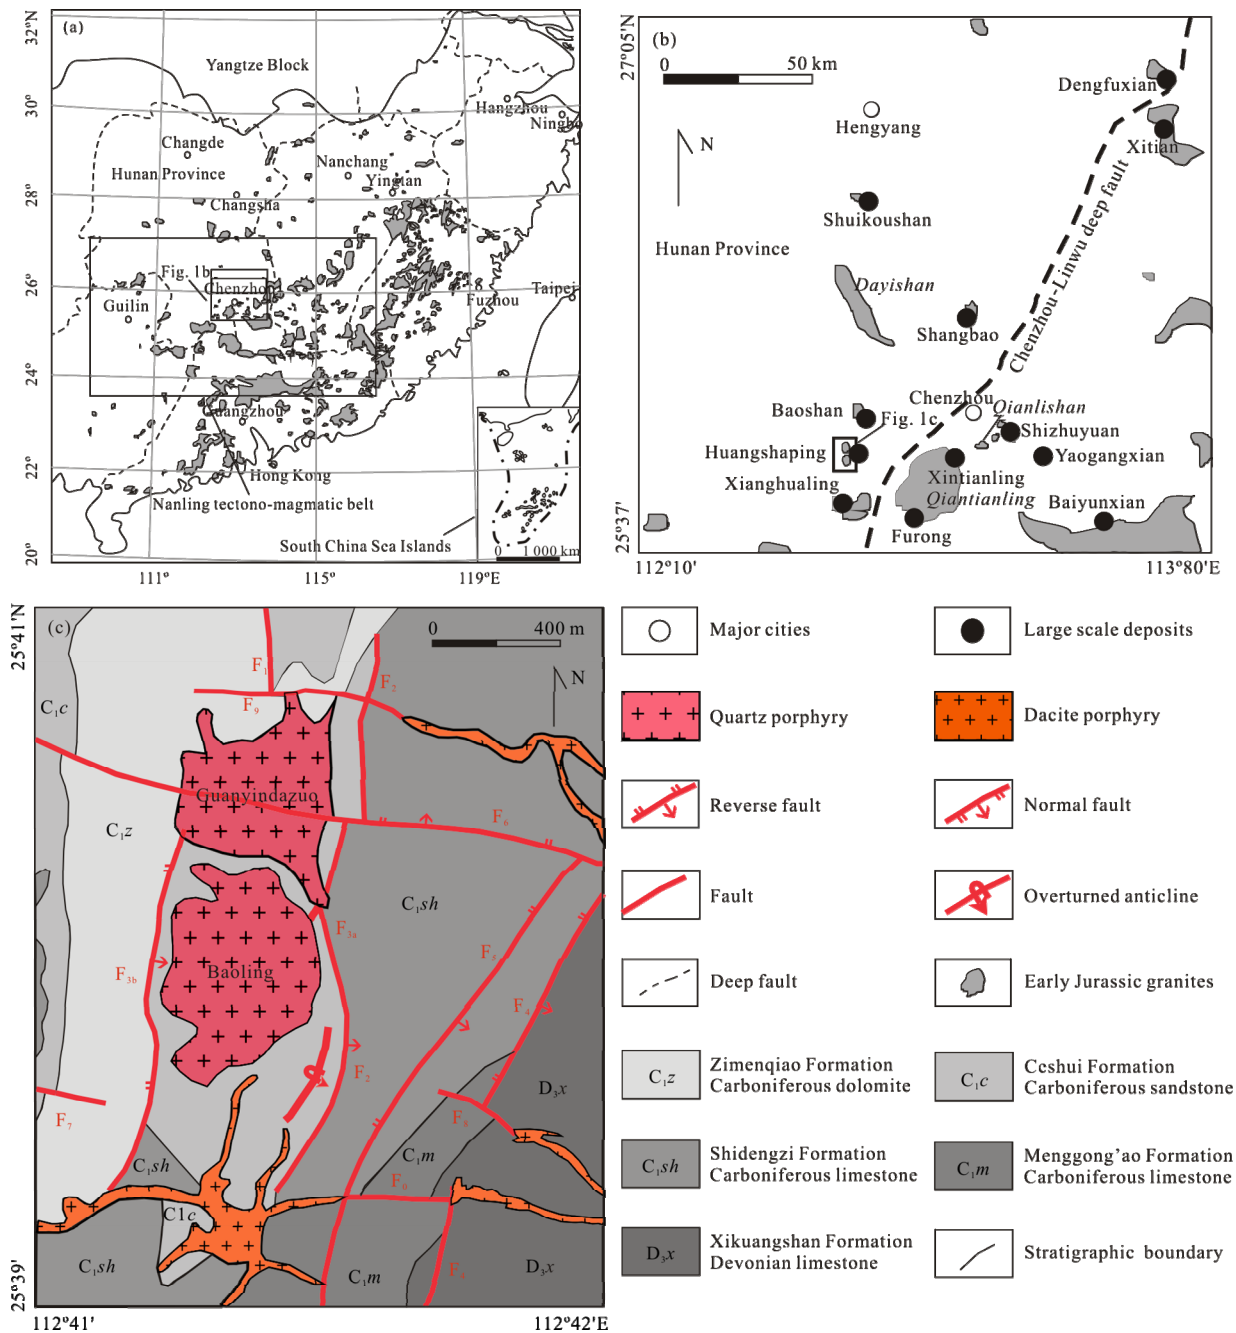 (a)
32°N
30°
28°
26°
24°
22°
20°
111°
115°
119°E
Yangtze Block
Hangzhou
Ningbo
Changde
Hunan Province
Nanchang
Yingtan
Changsha
Fig. 1b
Chenzhou
Guilin
Fuzhou
Taipei
Guangzhou
Hong Kong
Nanling tectono-magmatic belt
South China Sea Islands
0 1 000 km
(b)
27°05′N
25°37′
112°10′
113°80′E
0 50 km
N
Hengyang
Dengfuxian
Xitian
Shuikoushan
Hunan Province
Dayishan
Shangbao
Chenzhou-Linwu deep fault
Chenzhou
Qianlishan
Baoshan
Fig. 1c
Shizhuyuan
Huangshaping
Yaogangxian
Xintianling
Xianghualing
Qiantianling
Baiyunxian
Furong
(c)
25°41′N
25°39′
112°41′
112°42′E
0 400 m
N
F1
F2
F9
C1c
Guanyindazuo
C1z
F6
C1sh
F3a
F3b
Baoling
F5
F4
F2
F7
F8
D3x
C1m
C1sh
F9
C1c
C1sh
C1m
D3x
Major cities
Large scale deposits
Quartz porphyry
Dacite porphyry
Reverse fault
Normal fault
Fault
Overturned anticline
Deep fault
Early Jurassic granites
C1z
Zimenqiao Formation
Carboniferous dolomite
C1c
Ceshui Formation
Carboniferous sandstone
C1sh
Shidengzi Formation
Carboniferous limestone
C1m
Menggong’ao Formation
Carboniferous limestone
D3x
Xikuangshan Formation
Devonian limestone
Stratigraphic boundary